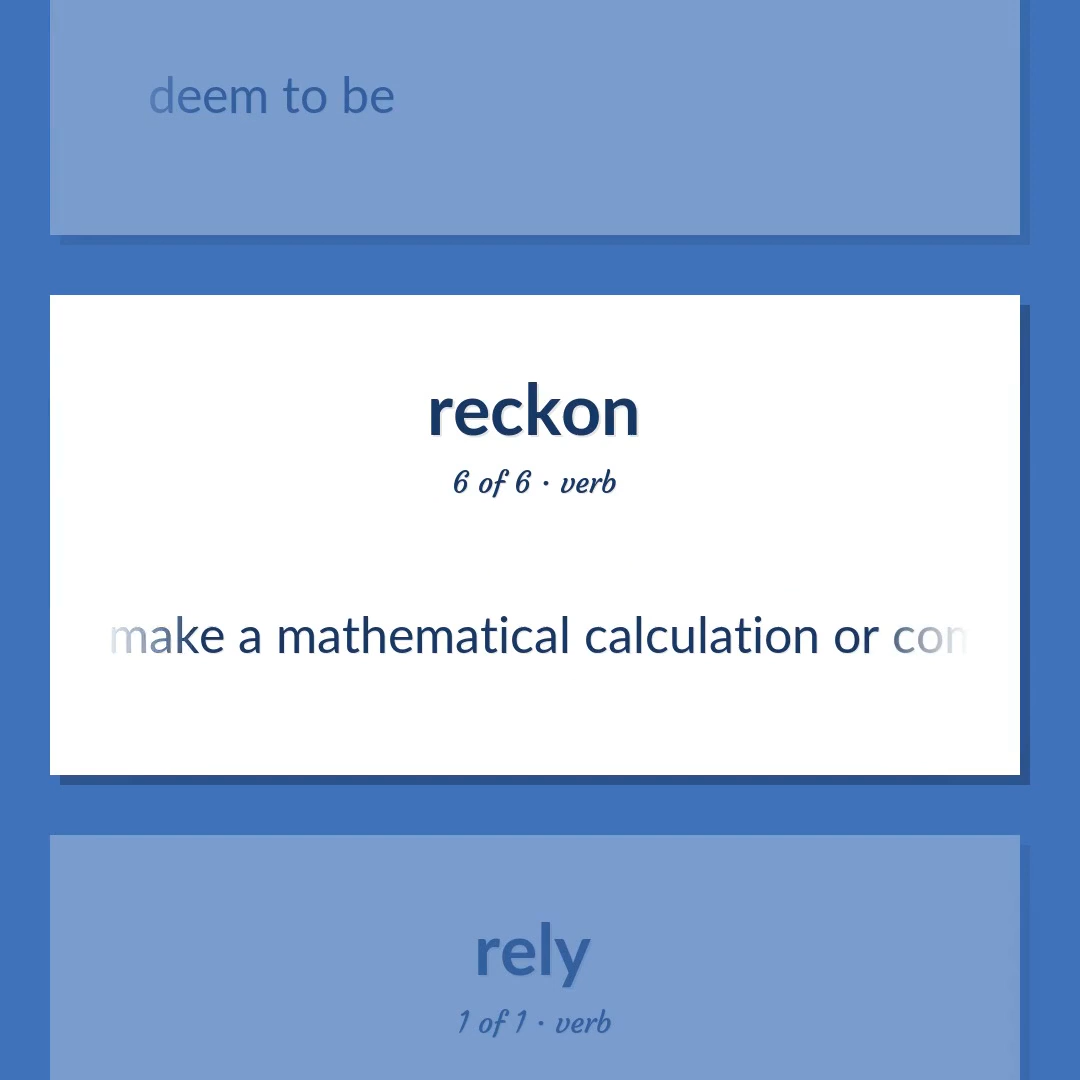 deem to be
reckon
6 of 6 · verb
make a mathematical calculation or con
rely
1 of 1 · verb